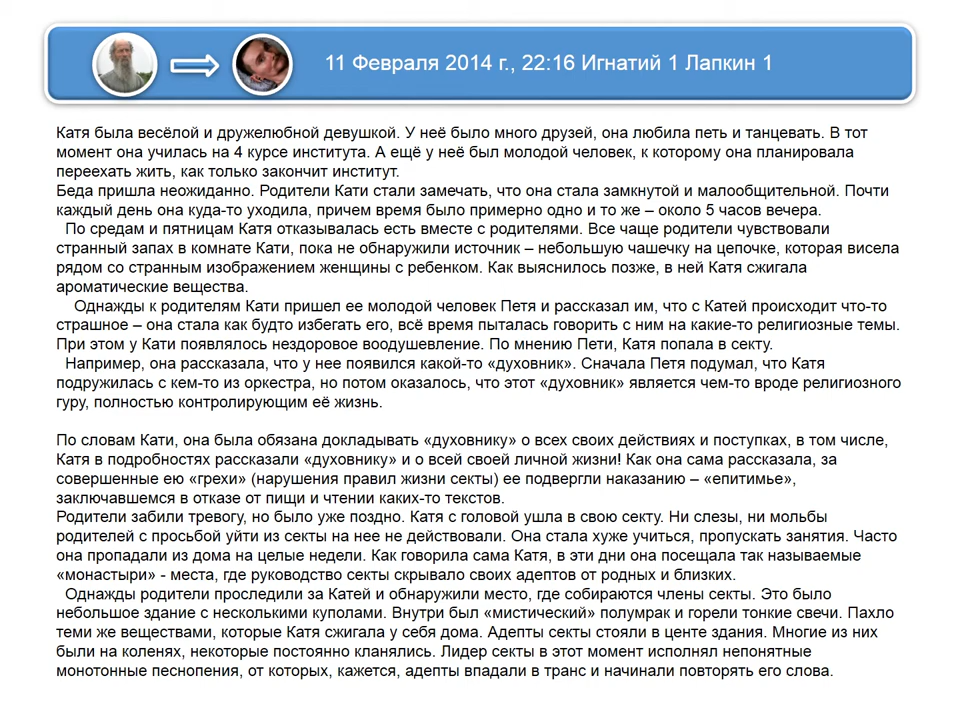 11 Февраля 2014 г., 22:16 Игнатий 1 Лапкин 1
Катя была весёлой и дружелюбной девушкой. У неё было много друзей, она любила петь и танцевать. В тот
момент она училась на 4 курсе института. А ещё у неё был молодой человек, к которому она планировала
переехать жить, как только закончит институт.
Беда пришла неожиданно. Родители Кати стали замечать, что она стала замкнутой и малообщительной. Почти
каждый день она куда-то уходила, причем время было примерно одно и то же – около 5 часов вечера.
По средам и пятницам Катя отказывалась есть вместе с родителями. Все чаще родители чувствовали
странный запах в комнате Кати, пока не обнаружили источник – небольшую чашечку на цепочке, которая висела
рядом со странным изображением женщины с ребенком. Как выяснилось позже, в ней Катя сжигала
ароматические вещества.
Однажды к родителям Кати пришел ее молодой человек Петя и рассказал им, что с Катей происходит что-то
страшное – она стала как будто избегать его, всё время пыталась говорить с ним на какие-то религиозные темы.
При этом у Кати появлялось нездоровое воодушевление. По мнению Пети, Катя попала в секту.
Например, она рассказала, что у нее появился какой-то «духовник». Сначала Петя подумал, что Катя
подружилась с кем-то из оркестра, но потом оказалось, что этот «духовник» является чем-то вроде религиозного
гуру, полностью контролирующим её жизнь.
По словам Кати, она была обязана докладывать «духовнику» о всех своих действиях и поступках, в том числе,
Катя в подробностях рассказали «духовнику» и о всей своей личной жизни! Как она сама рассказала, за
совершенные ею «грехи» (нарушения правил жизни секты) ее подвергли наказанию – «епитимье»,
заключавшемся в отказе от пищи и чтении каких-то текстов.
Родители забили тревогу, но было уже поздно. Катя с головой ушла в свою секту. Ни слезы, ни мольбы
родителей с просьбой уйти из секты на нее не действовали. Она стала хуже учиться, пропускать занятия. Часто
она пропадали из дома на целые недели. Как говорила сама Катя, в эти дни она посещала так называемые
«монастыри» - места, где руководство секты скрывало своих адептов от родных и близких.
Однажды родители проследили за Катей и обнаружили место, где собираются члены секты. Это было
небольшое здание с несколькими куполами. Внутри был «мистический» полумрак и горели тонкие свечи. Пахло
теми же веществами, которые Катя сжигала у себя дома. Адепты секты стояли в центе здания. Многие из них
были на коленях, некоторые постоянно кланялись. Лидер секты в этот момент исполнял непонятные
монотонные песнопения, от которых, кажется, адепты впадали в транс и начинали повторять его слова.